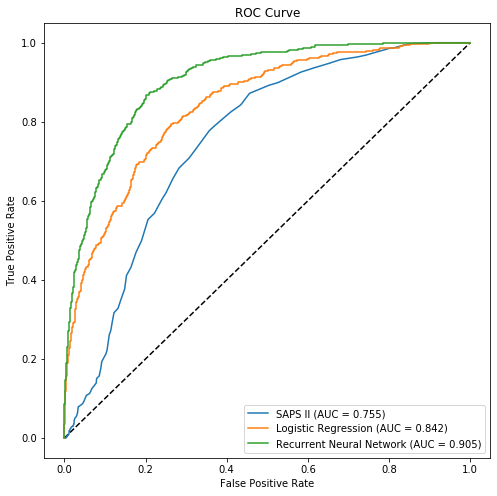 ROC Curve
1.0
0.8
0.6
0.4
0.2
0.0
True Positive Rate
SAPS II (AUC = 0.755)
Logistic Regression (AUC = 0.842)
Recurrent Neural Network (AUC = 0.905)
0.0 0.2 0.4 0.6 0.8 1.0
False Positive Rate